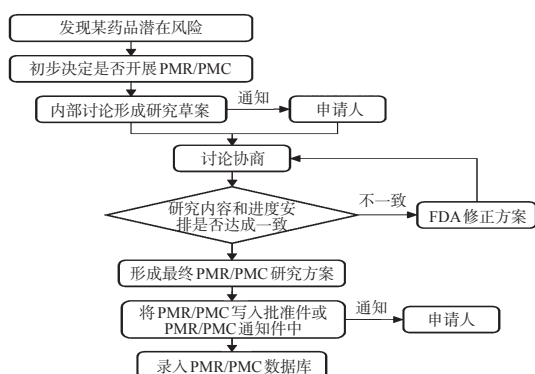 发现某药品潜在风险
初步决定是否开展PMR/PMC
内部讨论形成研究草案
通知
申请人
讨论协商
研究内容和进度安
排是否达成一致
不一致
FDA修正方案
形成最终PMR/PMC研究方案
将PMR/PMC写入批准件或
PMR/PMC通知件中
通知
申请人
录入PMR/PMC数据库